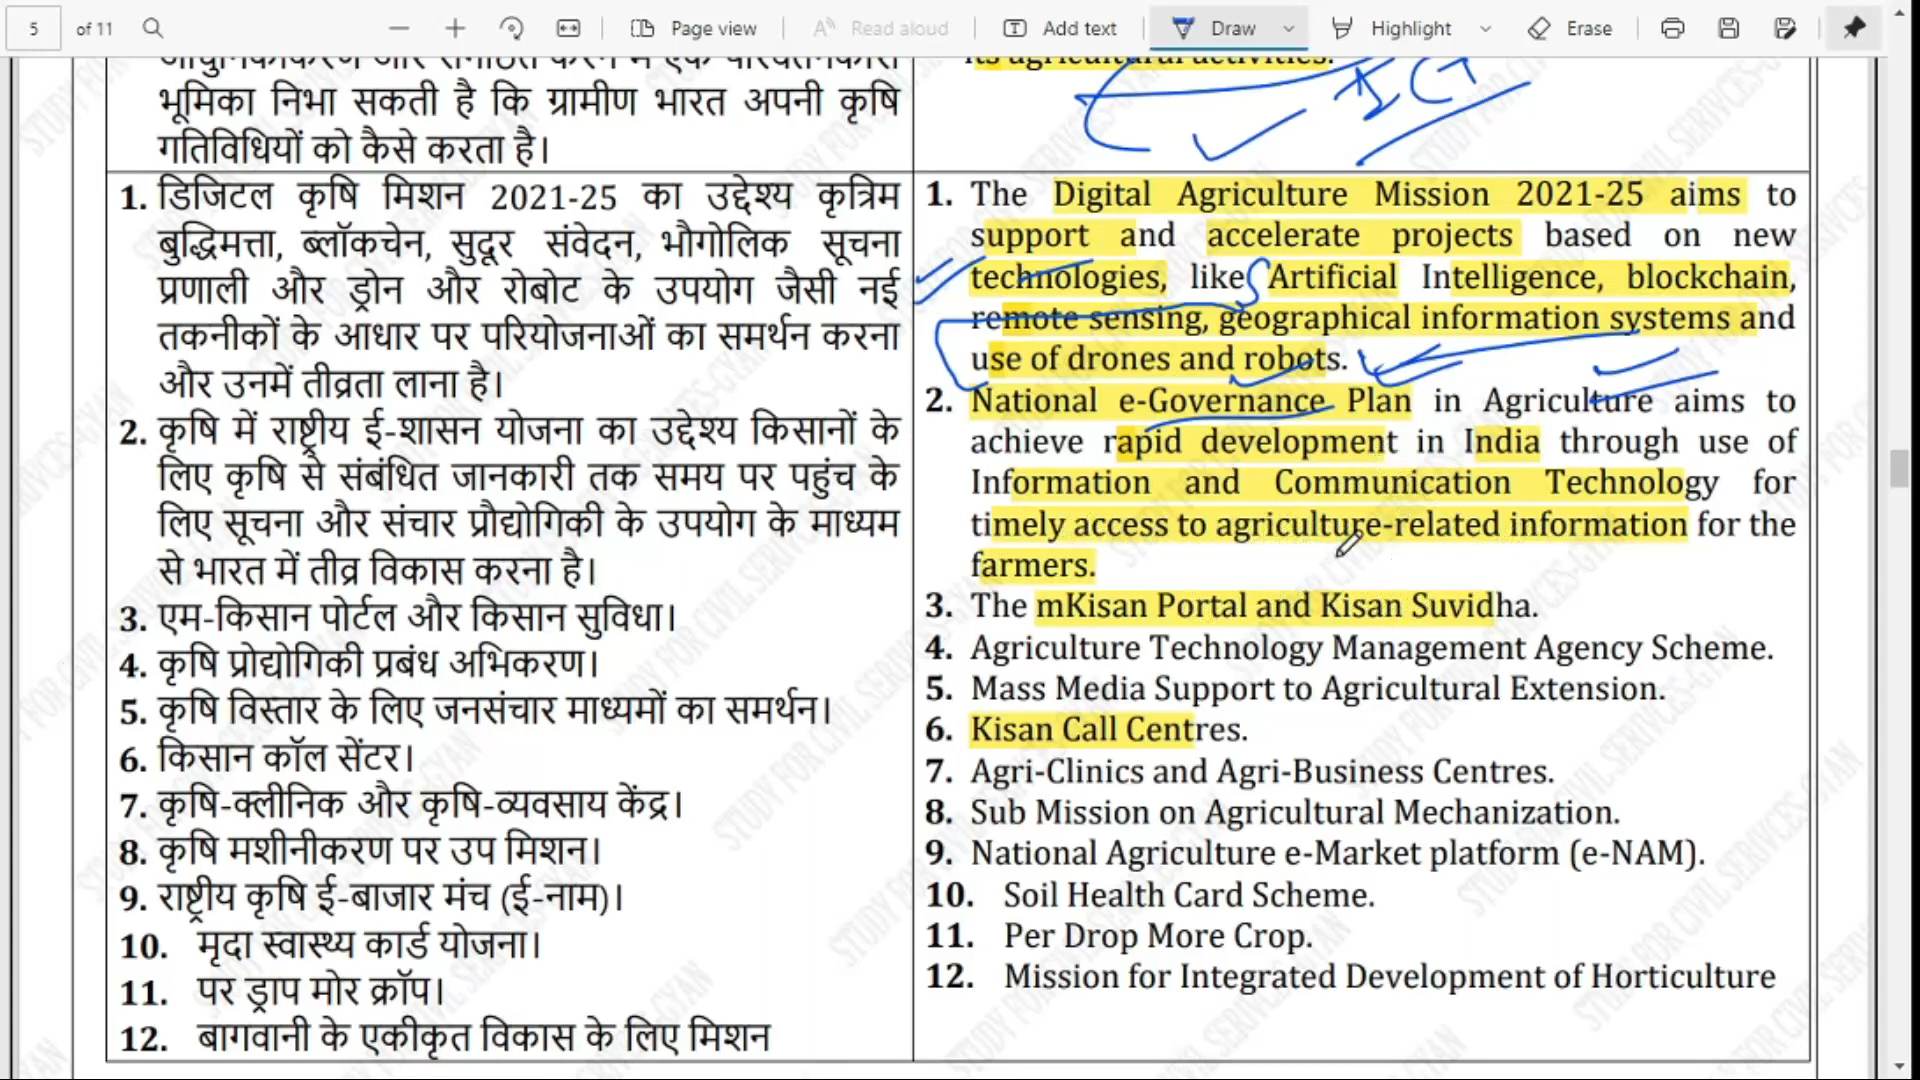 5 of 11 Page view Read aloud Add text Draw Highlight Erase
भूमिका निभा सकती है कि ग्रामीण भारत अपनी कृषि
गतिविधियों को कैसे करता है।
1. डिजिटल कृषि मिशन 2021-25 का उद्देश्य कृत्रिम
बुद्धिमत्ता, ब्लॉकचेन, सुदूर संवेदन, भौगोलिक सूचना
प्रणाली और ड्रोन और रोबोट के उपयोग जैसी नई
तकनीकों के आधार पर परियोजनाओं का समर्थन करना
और उनमें तीव्रता लाना है।
2. कृषि में राष्ट्रीय ई-शासन योजना का उद्देश्य किसानों के
लिए कृषि से संबंधित जानकारी तक समय पर पहुंच के
लिए सूचना और संचार प्रौद्योगिकी के उपयोग के माध्यम
से भारत में तीव्र विकास करना है।
3. एम-किसान पोर्टल और किसान सुविधा।
4. कृषि प्रोद्योगिकी प्रबंध अभिकरण।
5. कृषि विस्तार के लिए जनसंचार माध्यमों का समर्थन।
6. किसान कॉल सेंटर।
7. कृषि-क्लीनिक और कृषि-व्यवसाय केंद्र।
8. कृषि मशीनीकरण पर उप मिशन।
9. राष्ट्रीय कृषि ई-बाजार मंच (ई-नाम)।
10. मृदा स्वास्थ्य कार्ड योजना।
11. पर ड्राप मोर क्रॉप।
12. बागवानी के एकीकृत विकास के लिए मिशन
its agricultural activities.
1. The Digital Agriculture Mission 2021-25 aims to
support and accelerate projects based on new
technologies, like Artificial Intelligence, blockchain,
remote sensing, geographical information systems and
use of drones and robots.
2. National e-Governance Plan in Agriculture aims to
achieve rapid development in India through use of
Information and Communication Technology for
timely access to agriculture-related information for the
farmers.
3. The mKisan Portal and Kisan Suvidha.
4. Agriculture Technology Management Agency Scheme.
5. Mass Media Support to Agricultural Extension.
6. Kisan Call Centres.
7. Agri-Clinics and Agri-Business Centres.
8. Sub Mission on Agricultural Mechanization.
9. National Agriculture e-Market platform (e-NAM).
10. Soil Health Card Scheme.
11. Per Drop More Crop.
12. Mission for Integrated Development of Horticulture